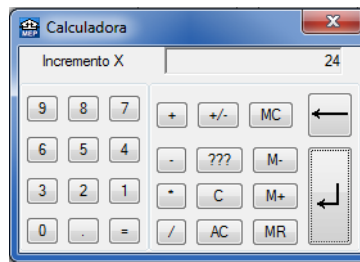 MEP Calculadora X
Incremento X 24
9 8 7 + +/- MC
6 5 4 - ??? M-
3 2 1 * C M+
0 . = / AC MR